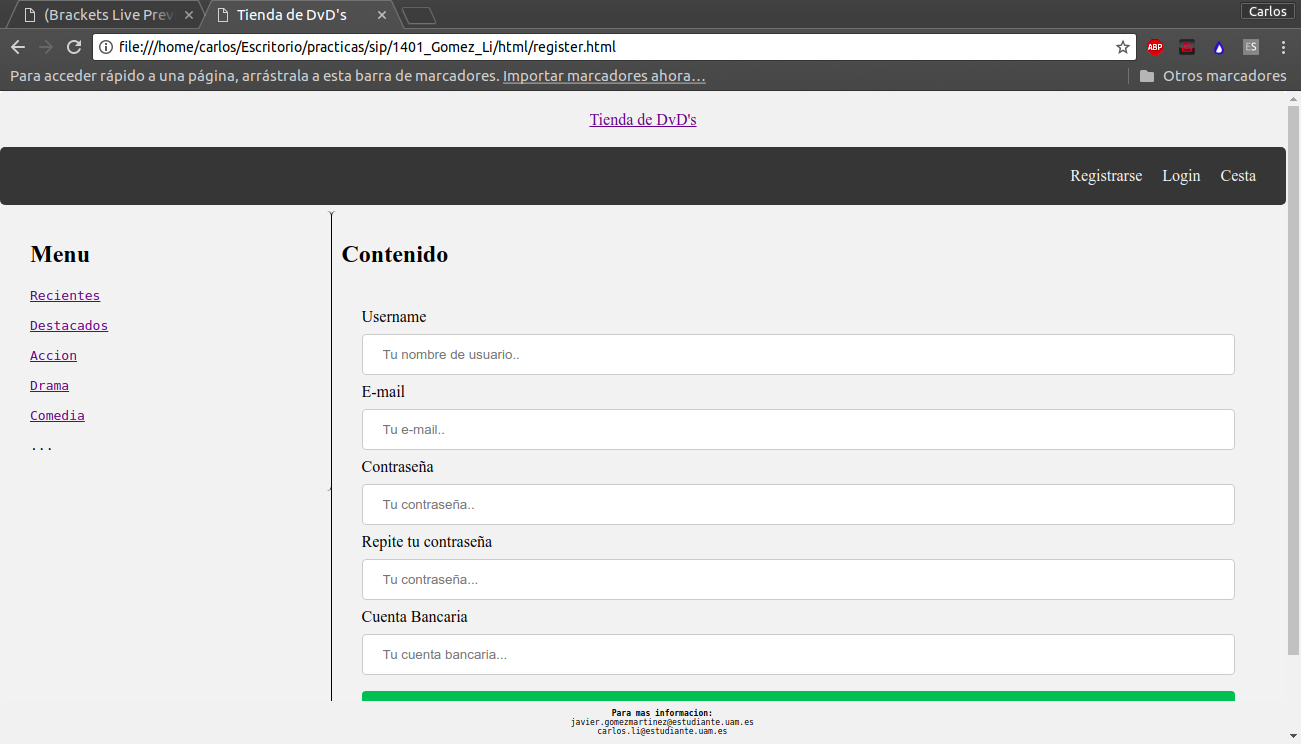 (Brackets Live Prev
Tienda de DvD's
Carlos
file:///home/carlos/Escritorio/practicas/sip/1401_Gomez_Li/html/register.html
ABP
ES
Para acceder rápido a una página, arrástrala a esta barra de marcadores. Importar marcadores ahora...
Otros marcadores
Tienda de DvD's
Registrarse Login Cesta
Menu
Recientes
Destacados
Accion
Drama
Comedia
...
Contenido
Username
Tu nombre de usuario..
E-mail
Tu e-mail..
Contraseña
Tu contraseña..
Repite tu contraseña
Tu contraseña...
Cuenta Bancaria
Tu cuenta bancaria...
Para mas informacion:
javier.gomezmartinez@estudiante.uam.es
carlos.li@estudiante.uam.es